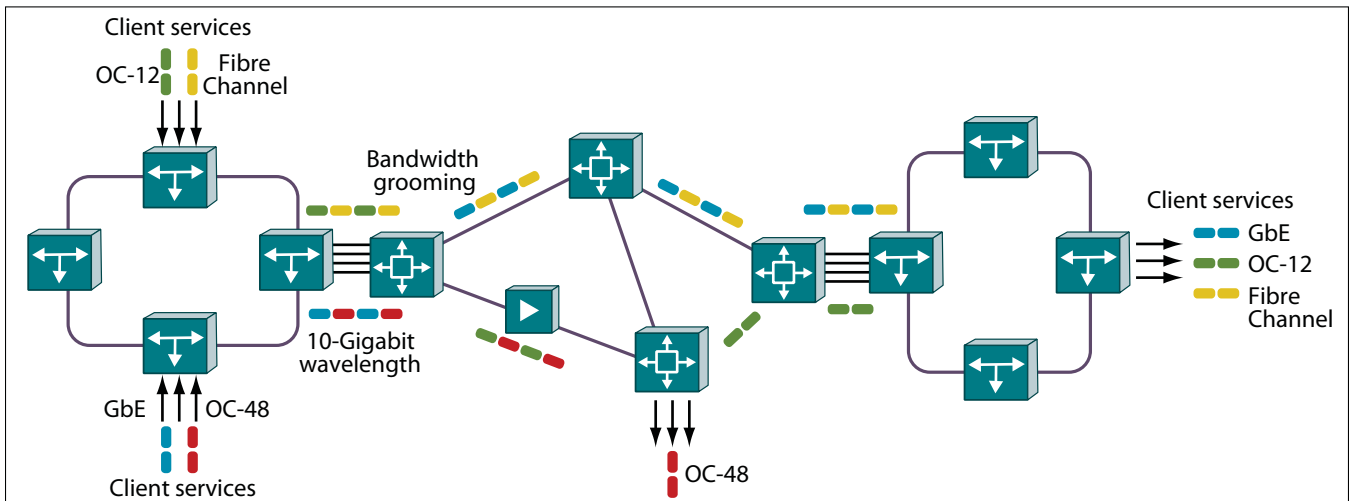 Client services
OC-12
Fibre
Channel
Bandwidth
grooming
10-Gigabit
wavelength
GbE
OC-48
Client services
OC-48
Client services
GbE
OC-12
Fibre
Channel